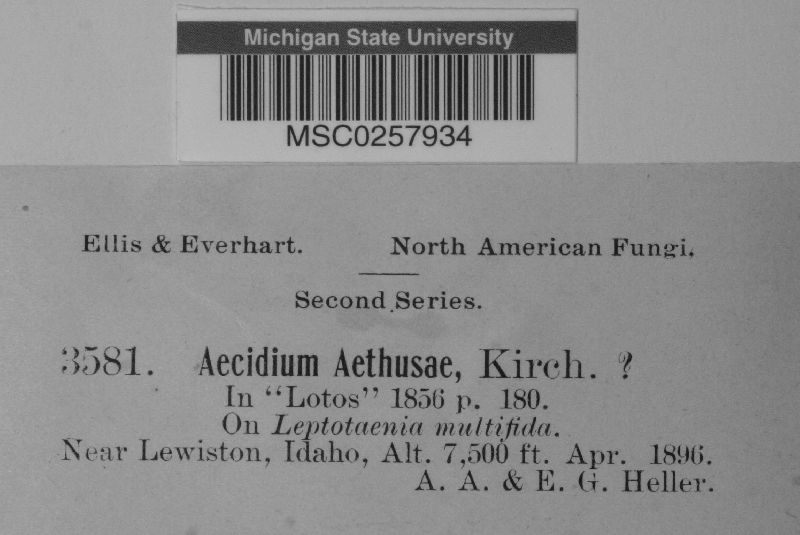 Michigan State University
MSC0257934
Ellis & Everhart. North American Fungi.
Second Series.
3581. Aecidium Aethusae, Kirch. ?
In "Lotos" 1856 p. 180.
On Leptotaenia multifida.
Near Lewiston, Idaho, Alt. 7,500 ft. Apr. 1896.
A. A. & E. G. Heller.